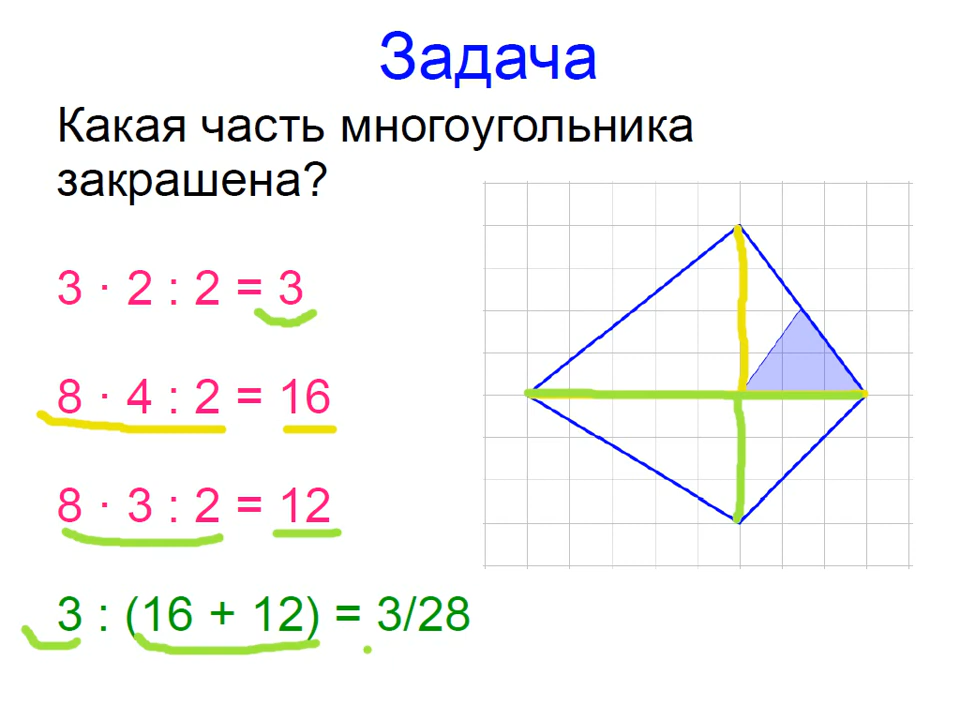 Задача
Какая часть многоугольника
закрашена?
3 · 2 : 2 = 3
8 · 4 : 2 = 16
8 · 3 : 2 = 12
3 : (16 + 12) = 3/28